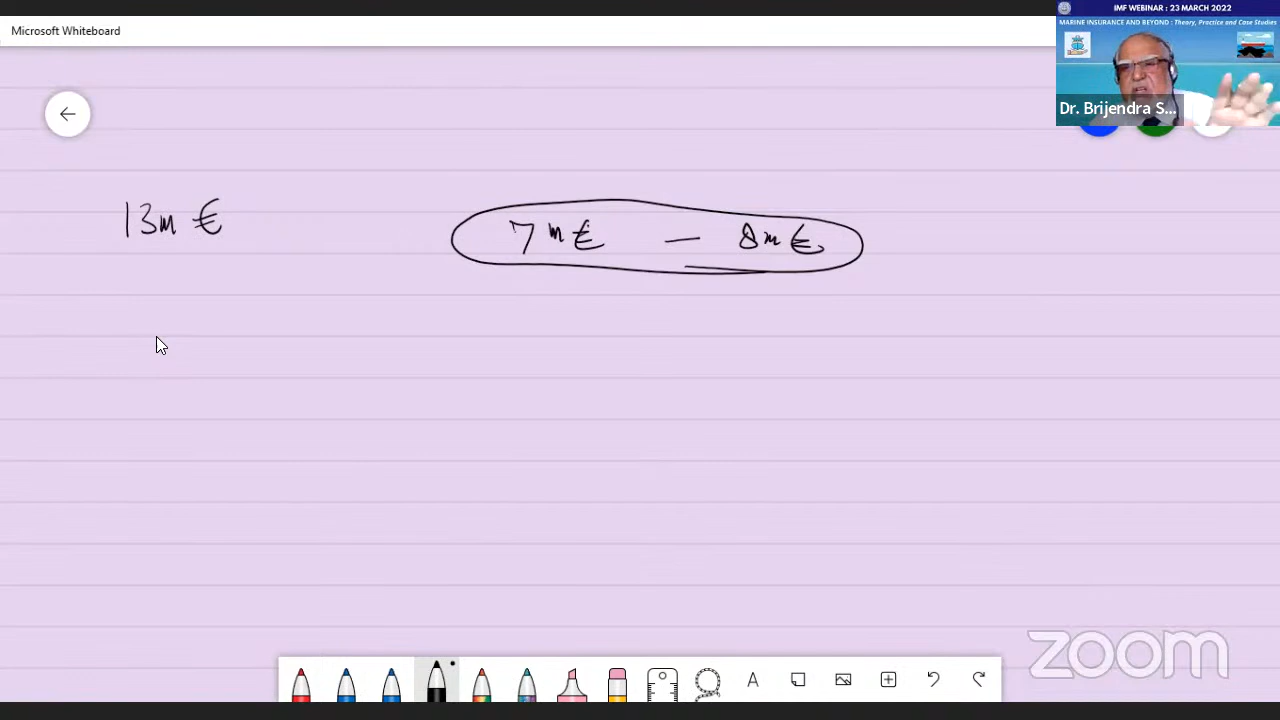 IMF WEBINAR : 23 MARCH 2022
MARINE INSURANCE AND BEYOND : Theory, Practice and Case Studies
Microsoft Whiteboard
Dr. Brijendra S...
13m €
7m€ — 8m€
A
zoom